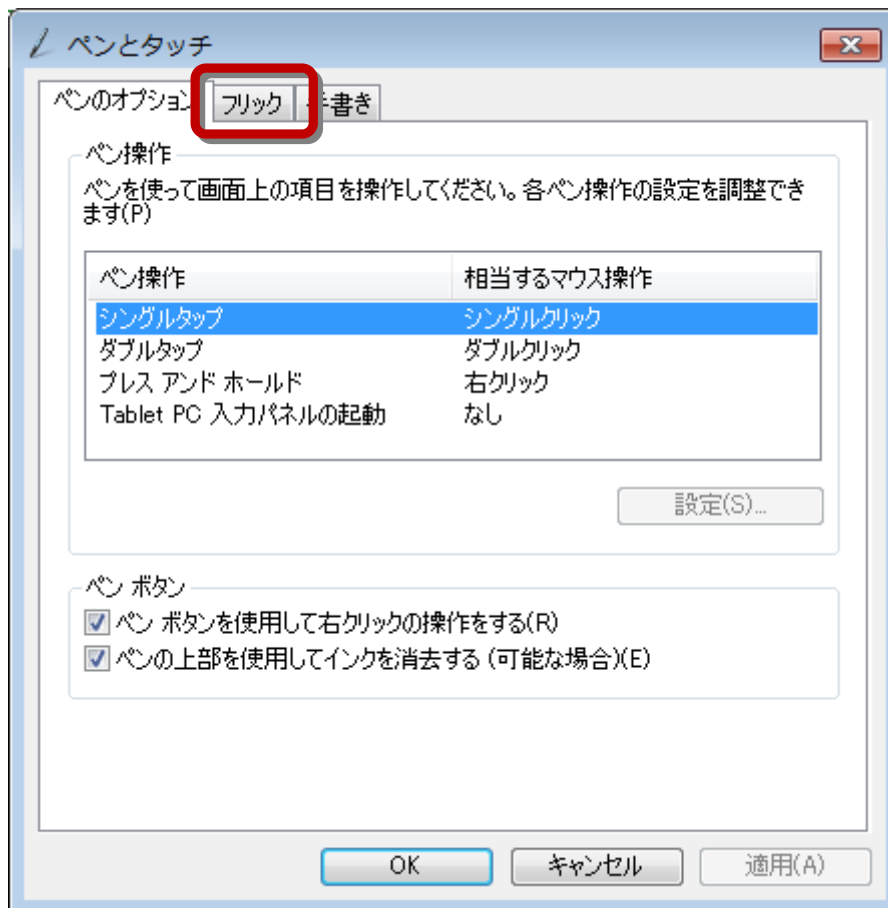 ペンとタッチ
ペンのオプション フリック 手書き
ペン操作
ペンを使って画面上の項目を操作してください。各ペン操作の設定を調整でき
ます(P)
ペン操作 相当するマウス操作
シングルタップ シングルクリック
ダブルタップ ダブルクリック
プレス アンド ホールド 右クリック
Tablet PC 入力パネルの起動 なし
設定(S)...
ペン ボタン
ペン ボタンを使用して右クリックの操作をする(R)
ペンの上部を使用してインクを消去する (可能な場合)(E)
OK キャンセル 適用(A)